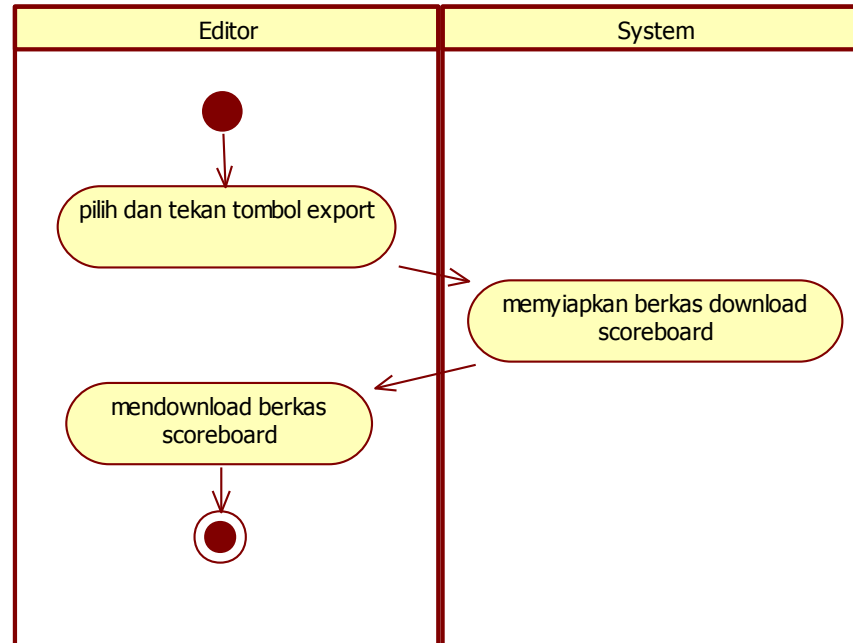 Editor
System
pilih dan tekan tombol export
memyiapkan berkas download
scoreboard
mendownload berkas
scoreboard